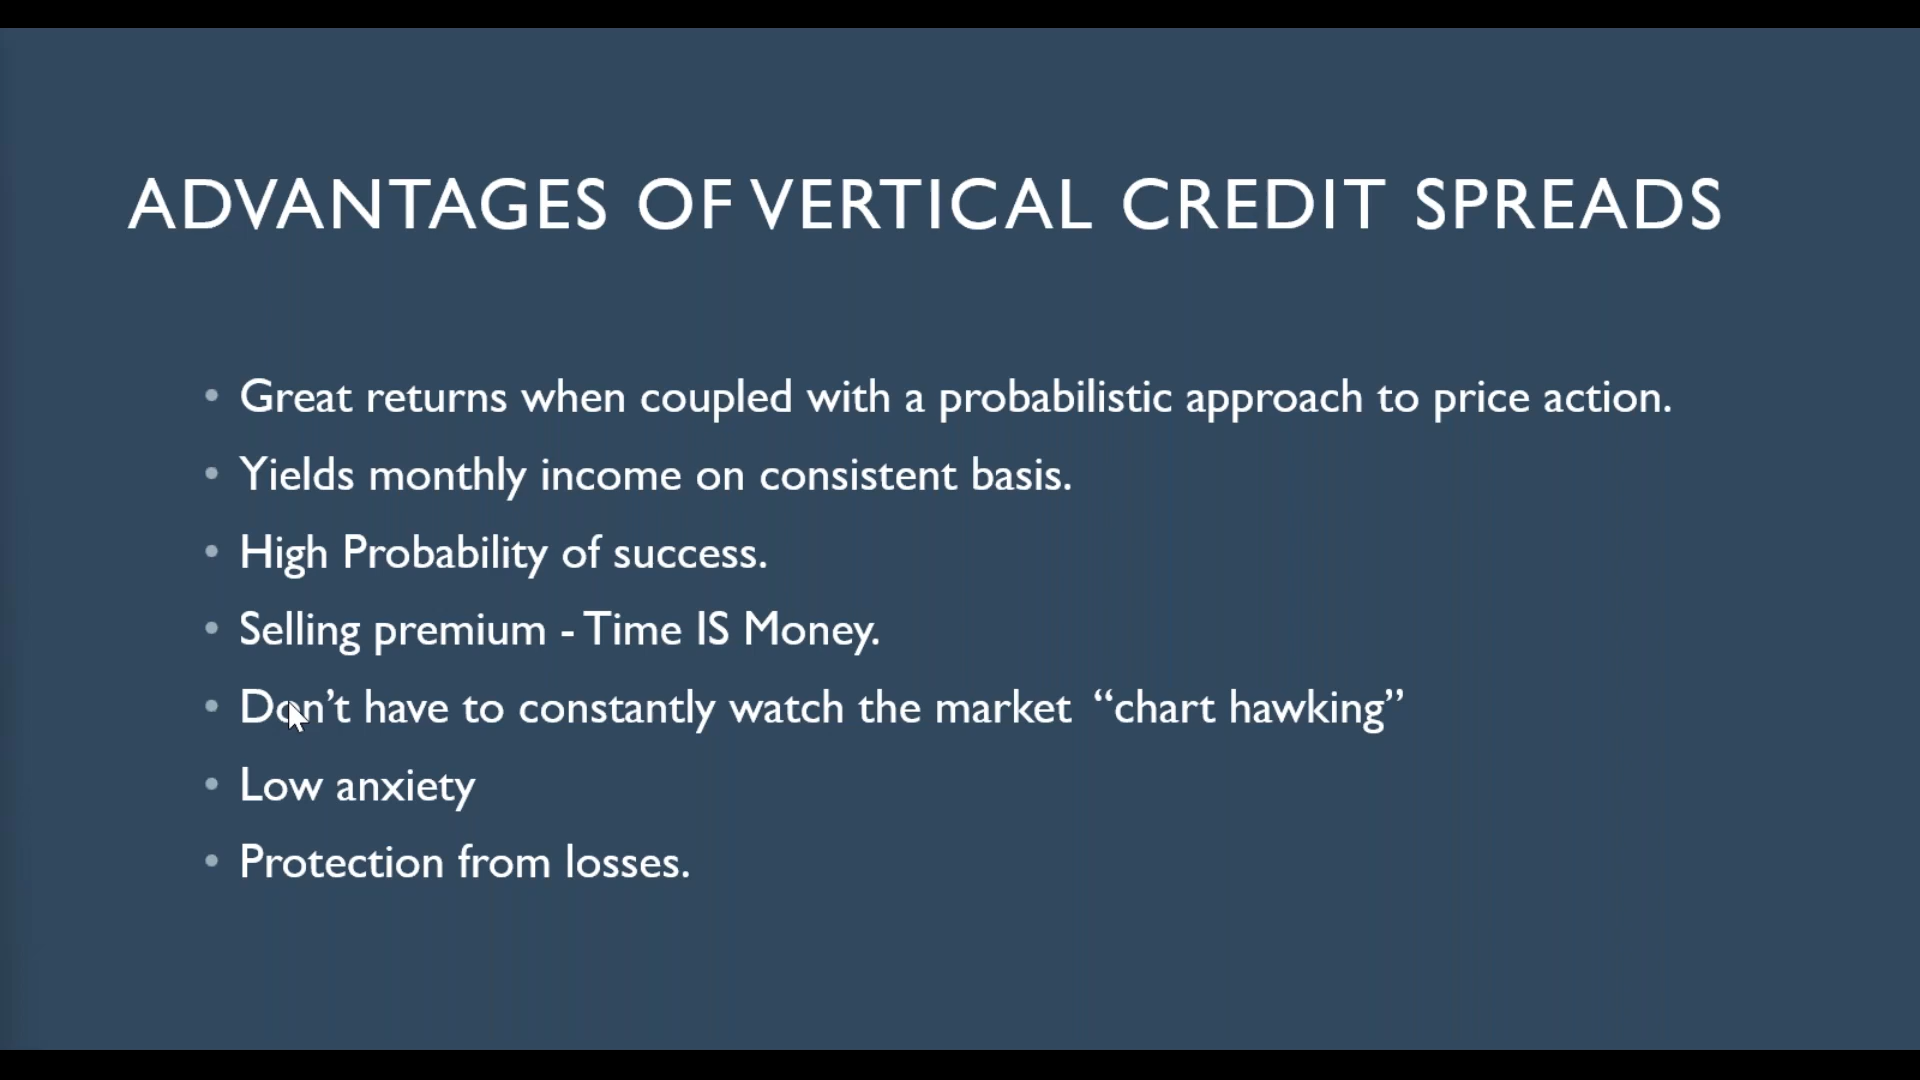 ADVANTAGES OF VERTICAL CREDIT SPREADS
• Great returns when coupled with a probabilistic approach to price action.
• Yields monthly income on consistent basis.
• High Probability of success.
• Selling premium - Time IS Money.
• Don’t have to constantly watch the market “chart hawking”
• Low anxiety
• Protection from losses.